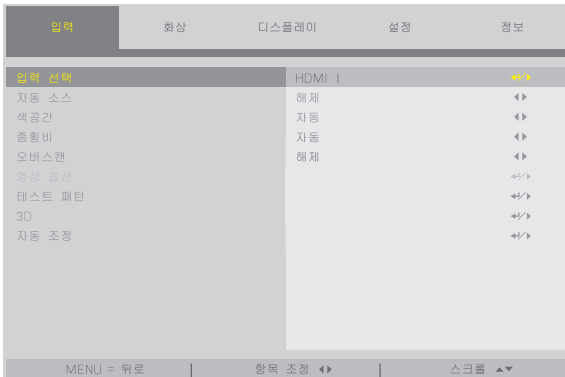 입력 화상 디스플레이 설정 정보
입력 선택 HDMI I
자동 소스 해제
색공간 자동
종횡비 자동
오버스캔 해제
영상 옵션
테스트 패턴
3D
자동 조정
MENU = 뒤로 | 항목 조정 | 스크롤